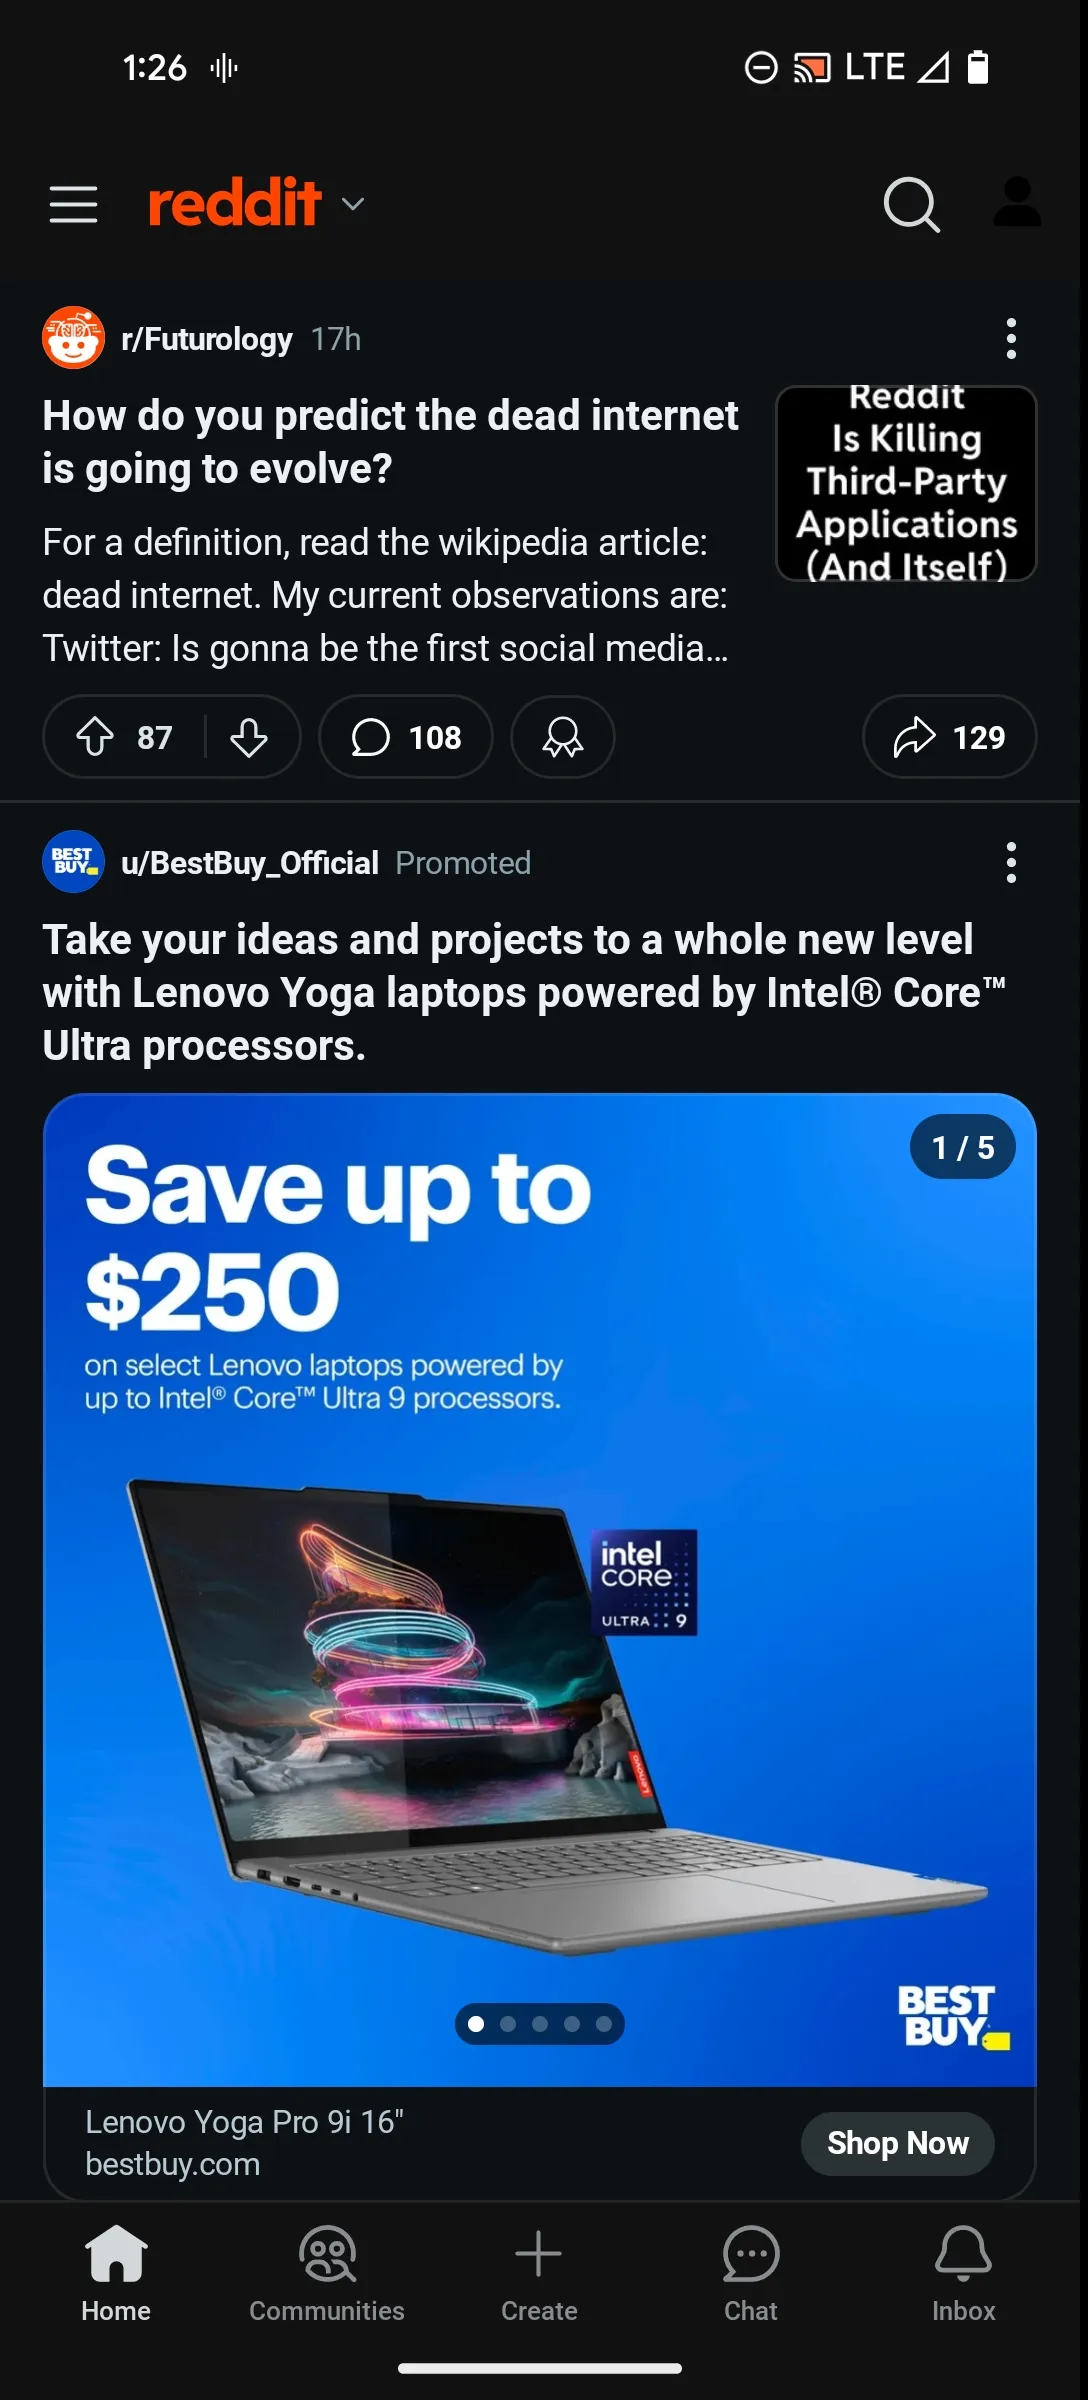 1:26
LTE
reddit
r/Futurology 17h
How do you predict the dead internet
is going to evolve?
Reddit
Is Killing
Third-Party
Applications
(And Itself)
For a definition, read the wikipedia article:
dead internet. My current observations are:
Twitter: Is gonna be the first social media...
87
108
129
BEST
BUY
u/BestBuy_Official Promoted
Take your ideas and projects to a whole new level
with Lenovo Yoga laptops powered by Intel® Core™
Ultra processors.
1 / 5
Save up to
$250
on select Lenovo laptops powered by
up to Intel® Core™ Ultra 9 processors.
intel
CORE
ULTRA 9
Lenovo
BEST
BUY
Lenovo Yoga Pro 9i 16"
bestbuy.com
Shop Now
Home
Communities
Create
Chat
Inbox